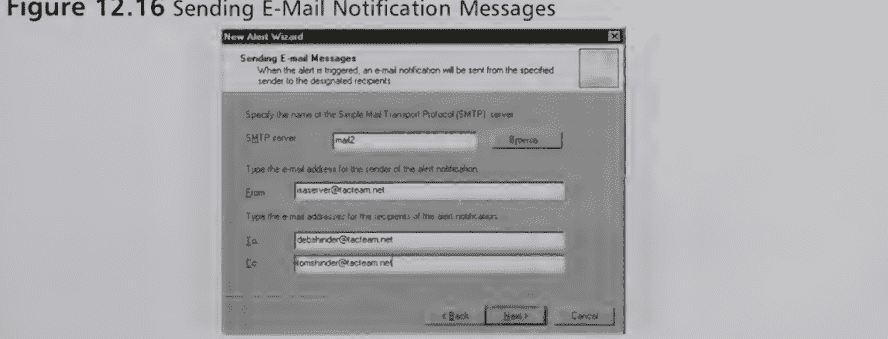 Figure 12.16 Sending E-Mail Notification Messages
New Alert Wizard
Sending E-mail Messages
When the alert is triggered, an e-mail notification will be sent from the specified
sender to the designated recipients
Specify the name of the Simple Mail Transport Protocol (SMTP) server
SMTP server
mail2
Browse
Type the e-mail address for the sender of the alert notification
From
isaserver@tacteam.net
Type the e-mail addresses for the recipients of the alert notification
To
debshinder@tacteam.net
Cc
tomshinder@tacteam.net
< Back
Next >
Cancel